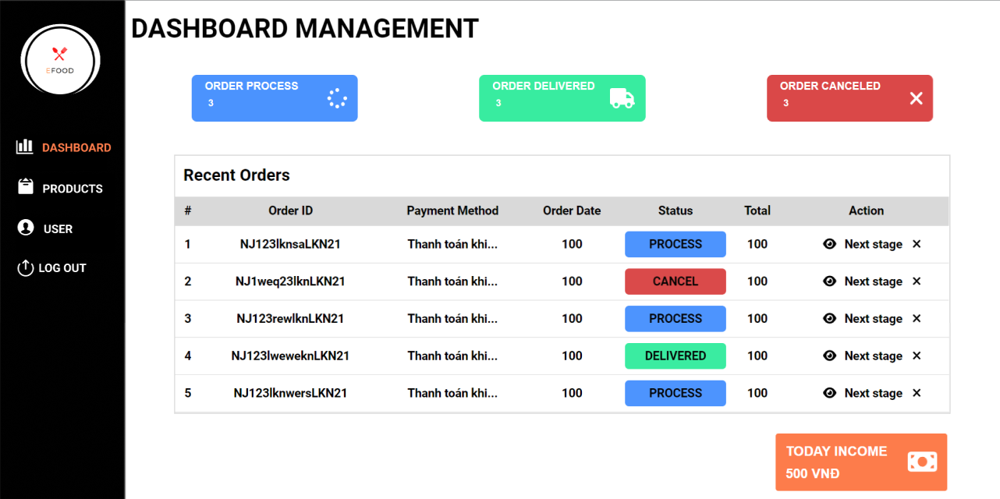 DASHBOARD MANAGEMENT
EFOOD
DASHBOARD
PRODUCTS
USER
LOG OUT
ORDER PROCESS
3
ORDER DELIVERED
3
ORDER CANCELED
3
Recent Orders
# Order ID Payment Method Order Date Status Total Action
1 NJ123lknsaLKN21 Thanh toán khi... 100 PROCESS 100 Next stage
2 NJ1weq23lknLKN21 Thanh toán khi... 100 CANCEL 100 Next stage
3 NJ123rewlknLKN21 Thanh toán khi... 100 PROCESS 100 Next stage
4 NJ123lweweknLKN21 Thanh toán khi... 100 DELIVERED 100 Next stage
5 NJ123lknwersLKN21 Thanh toán khi... 100 PROCESS 100 Next stage
TODAY INCOME
500 VNĐ